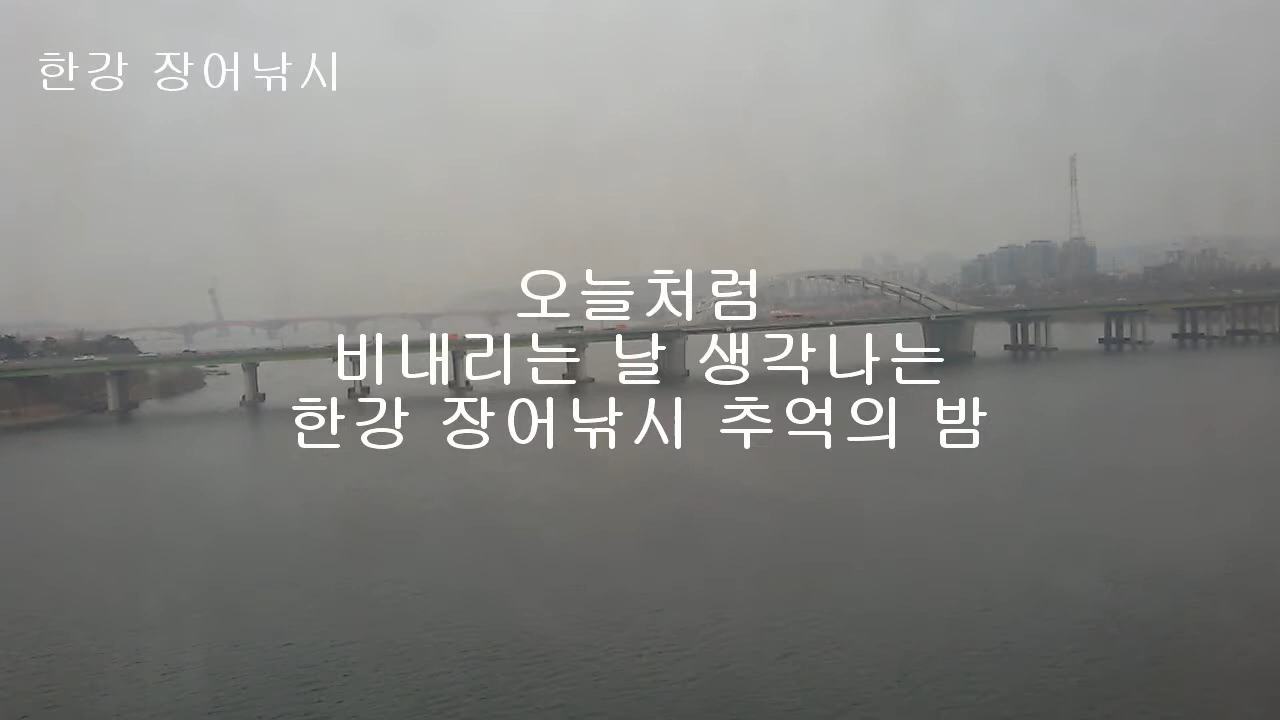 한강 장어낚시
오늘처럼
비내리는 날 생각나는
한강 장어낚시 추억의 밤